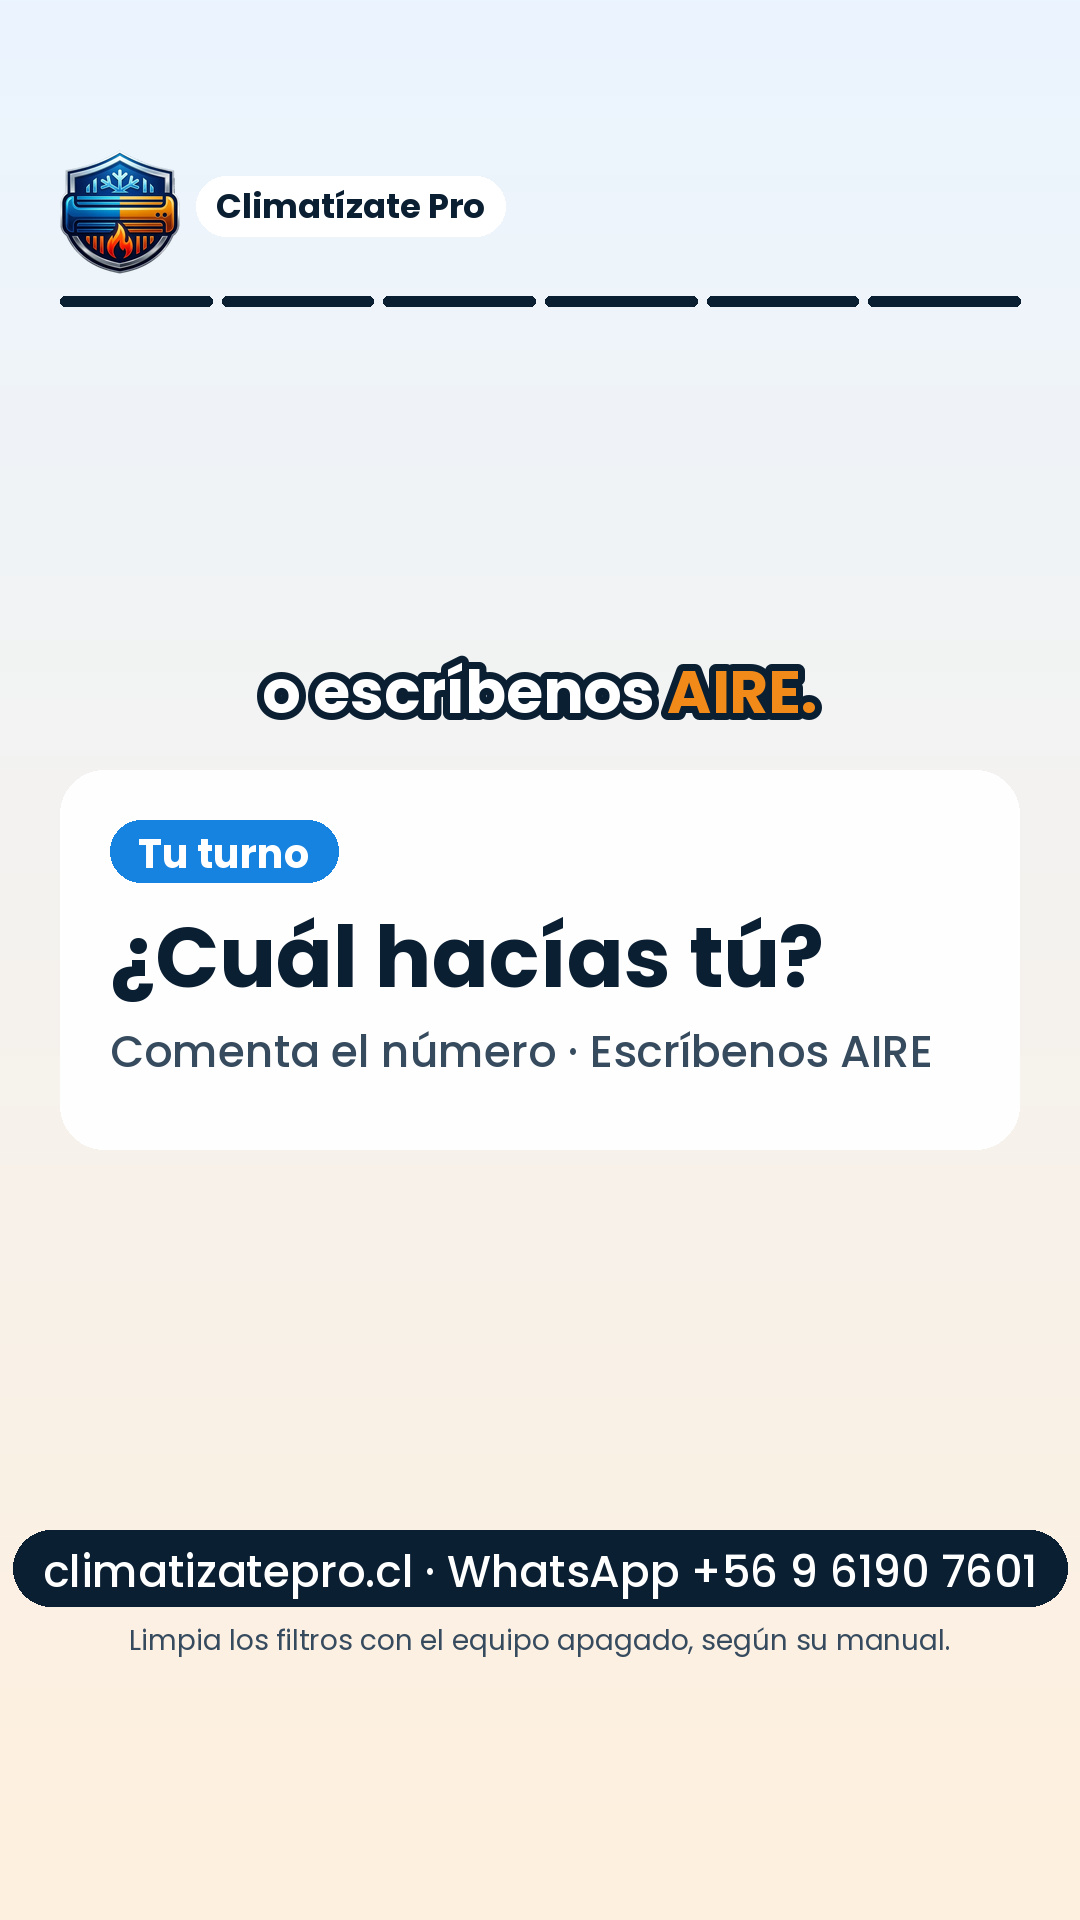 Climatízate Pro
o escríbenos AIRE.
Tu turno
¿Cuál hacías tú?
Comenta el número · Escríbenos AIRE
climatizatepro.cl · WhatsApp +56 9 6190 7601
Limpia los filtros con el equipo apagado, según su manual.